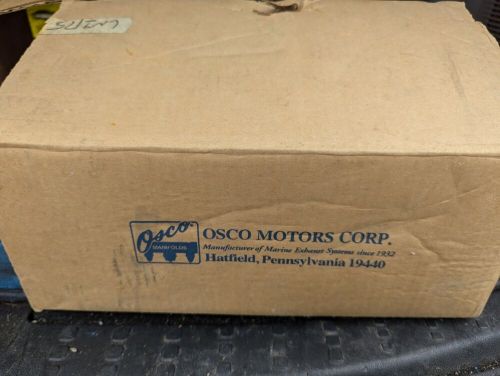 Osco
MANIFOLDS
OSCO MOTORS CORP.
Manufacturer of Marine Exhaust Systems since 1932
Hatfield, Pennsylvania 19440